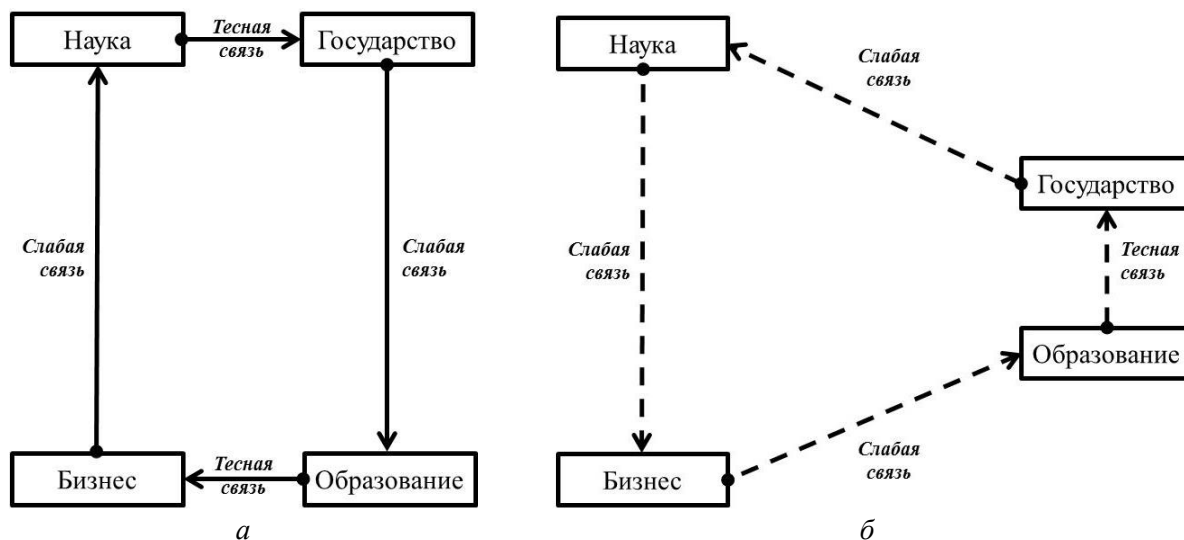 Наука
Тесная
связь
Государство
Слабая
связь
Слабая
связь
Бизнес
Тесная
связь
Образование
а
Наука
Слабая
связь
Государство
Слабая
связь
Тесная
связь
Образование
Слабая
связь
Бизнес
б